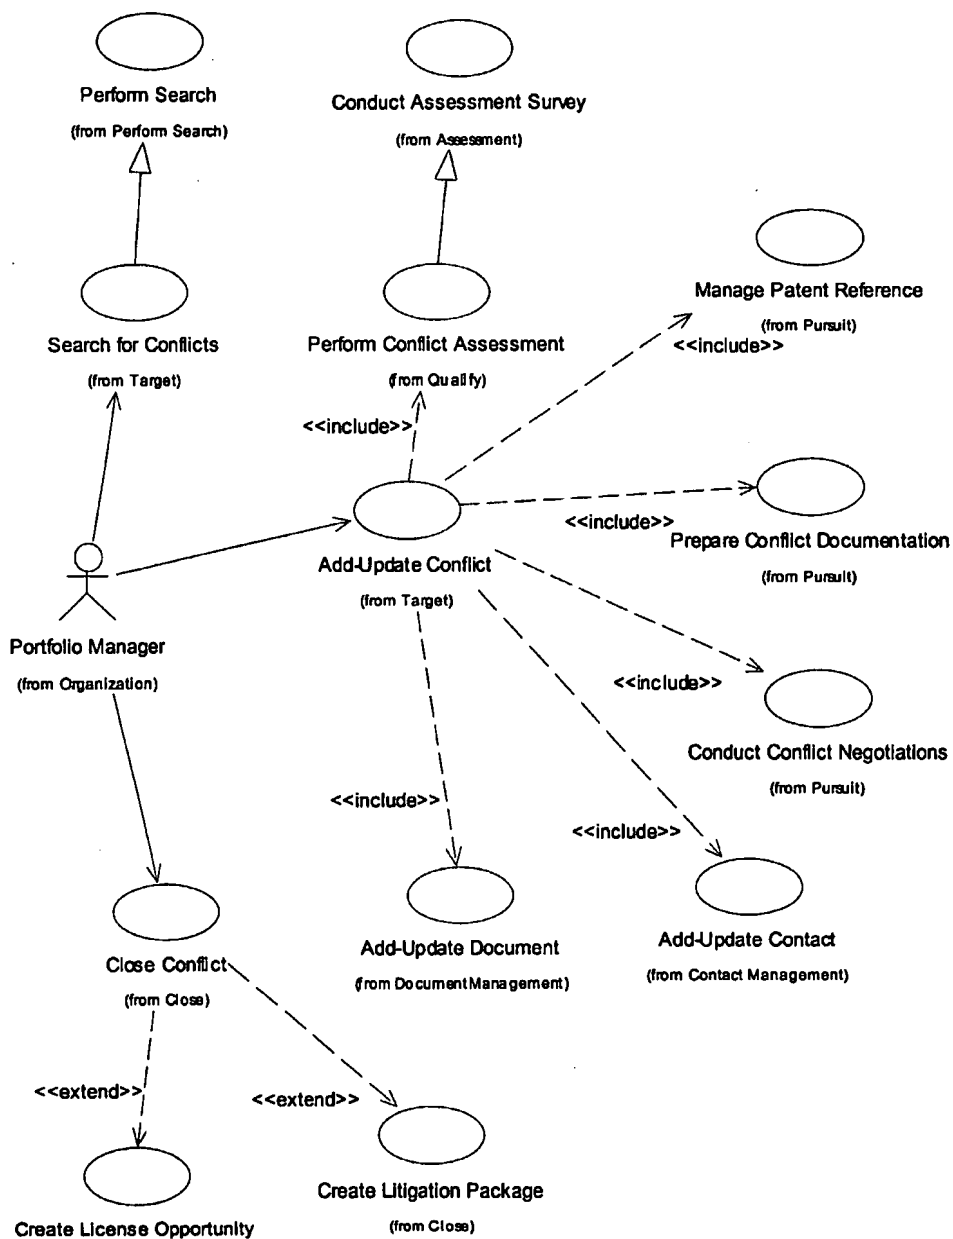 Perform Search
(from Perform Search)
Conduct Assessment Survey
(from Assessment)
Search for Conflicts
(from Target)
Perform Conflict Assessment
(from Qualify)
Manage Patent Reference
(from Pursuit)
<<include>>
<<include>>
<<include>>
Prepare Conflict Documentation
(from Pursuit)
Add-Update Conflict
(from Target)
Portfolio Manager
(from Organization)
<<include>>
Conduct Conflict Negotiations
(from Pursuit)
<<include>>
<<include>>
Add-Update Document
(from Document Management)
Add-Update Contact
(from Contact Management)
Close Conflict
(from Close)
<<extend>>
<<extend>>
Create Litigation Package
(from Close)
Create License Opportunity